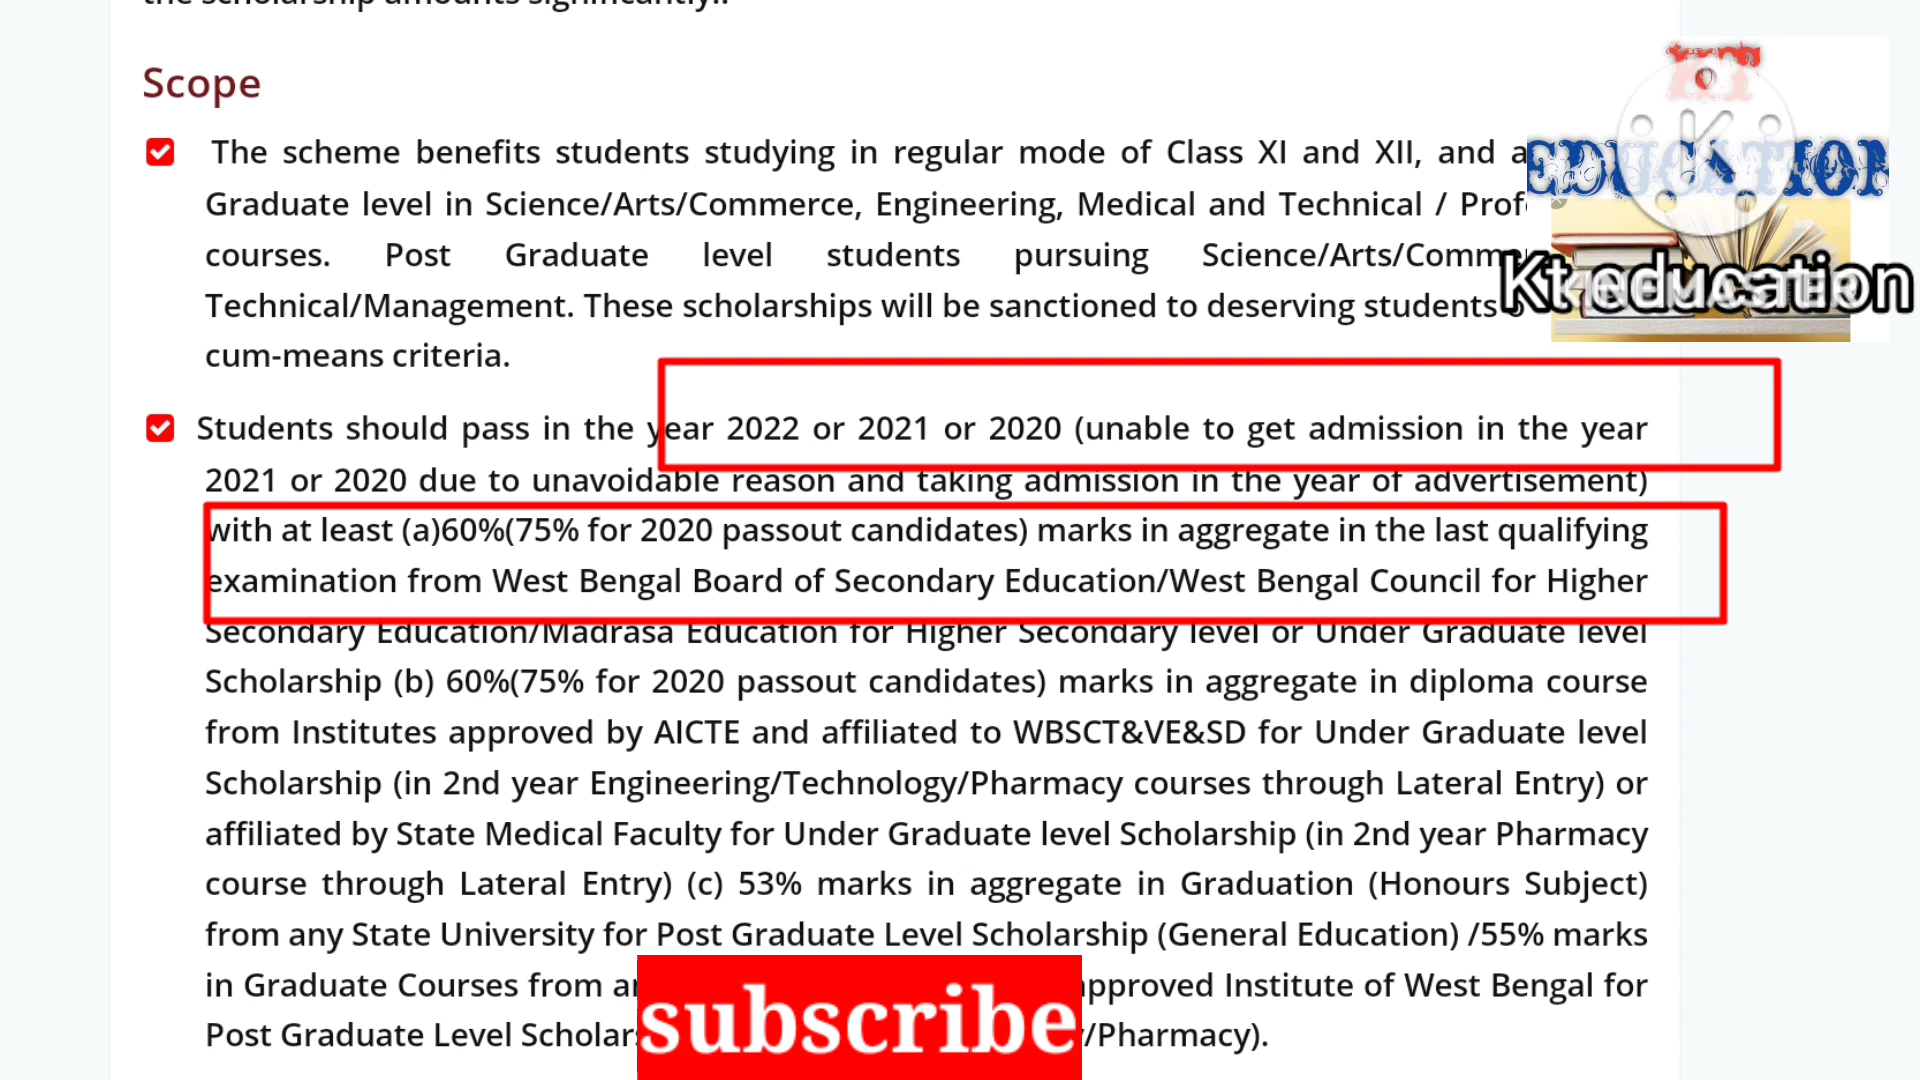 the scholarship amounts significantly..
Scope
The scheme benefits students studying in regular mode of Class XI and XII, and a
Graduate level in Science/Arts/Commerce, Engineering, Medical and Technical / Prof
courses. Post Graduate level students pursuing Science/Arts/Comme
Technical/Management. These scholarships will be sanctioned to deserving students
cum-means criteria.
Students should pass in the year 2022 or 2021 or 2020 (unable to get admission in the year
2021 or 2020 due to unavoidable reason and taking admission in the year of advertisement)
with at least (a)60%(75% for 2020 passout candidates) marks in aggregate in the last qualifying
examination from West Bengal Board of Secondary Education/West Bengal Council for Higher
Secondary Education/Madrasa Education for Higher Secondary level or Under Graduate level
Scholarship (b) 60%(75% for 2020 passout candidates) marks in aggregate in diploma course
from Institutes approved by AICTE and affiliated to WBSCT&VE&SD for Under Graduate level
Scholarship (in 2nd year Engineering/Technology/Pharmacy courses through Lateral Entry) or
affiliated by State Medical Faculty for Under Graduate level Scholarship (in 2nd year Pharmacy
course through Lateral Entry) (c) 53% marks in aggregate in Graduation (Honours Subject)
from any State University for Post Graduate Level Scholarship (General Education) /55% marks
in Graduate Courses from approved Institute of West Bengal for
Post Graduate Level Scholars /Pharmacy).
KT
EDUCATION
Kt education
subscribe